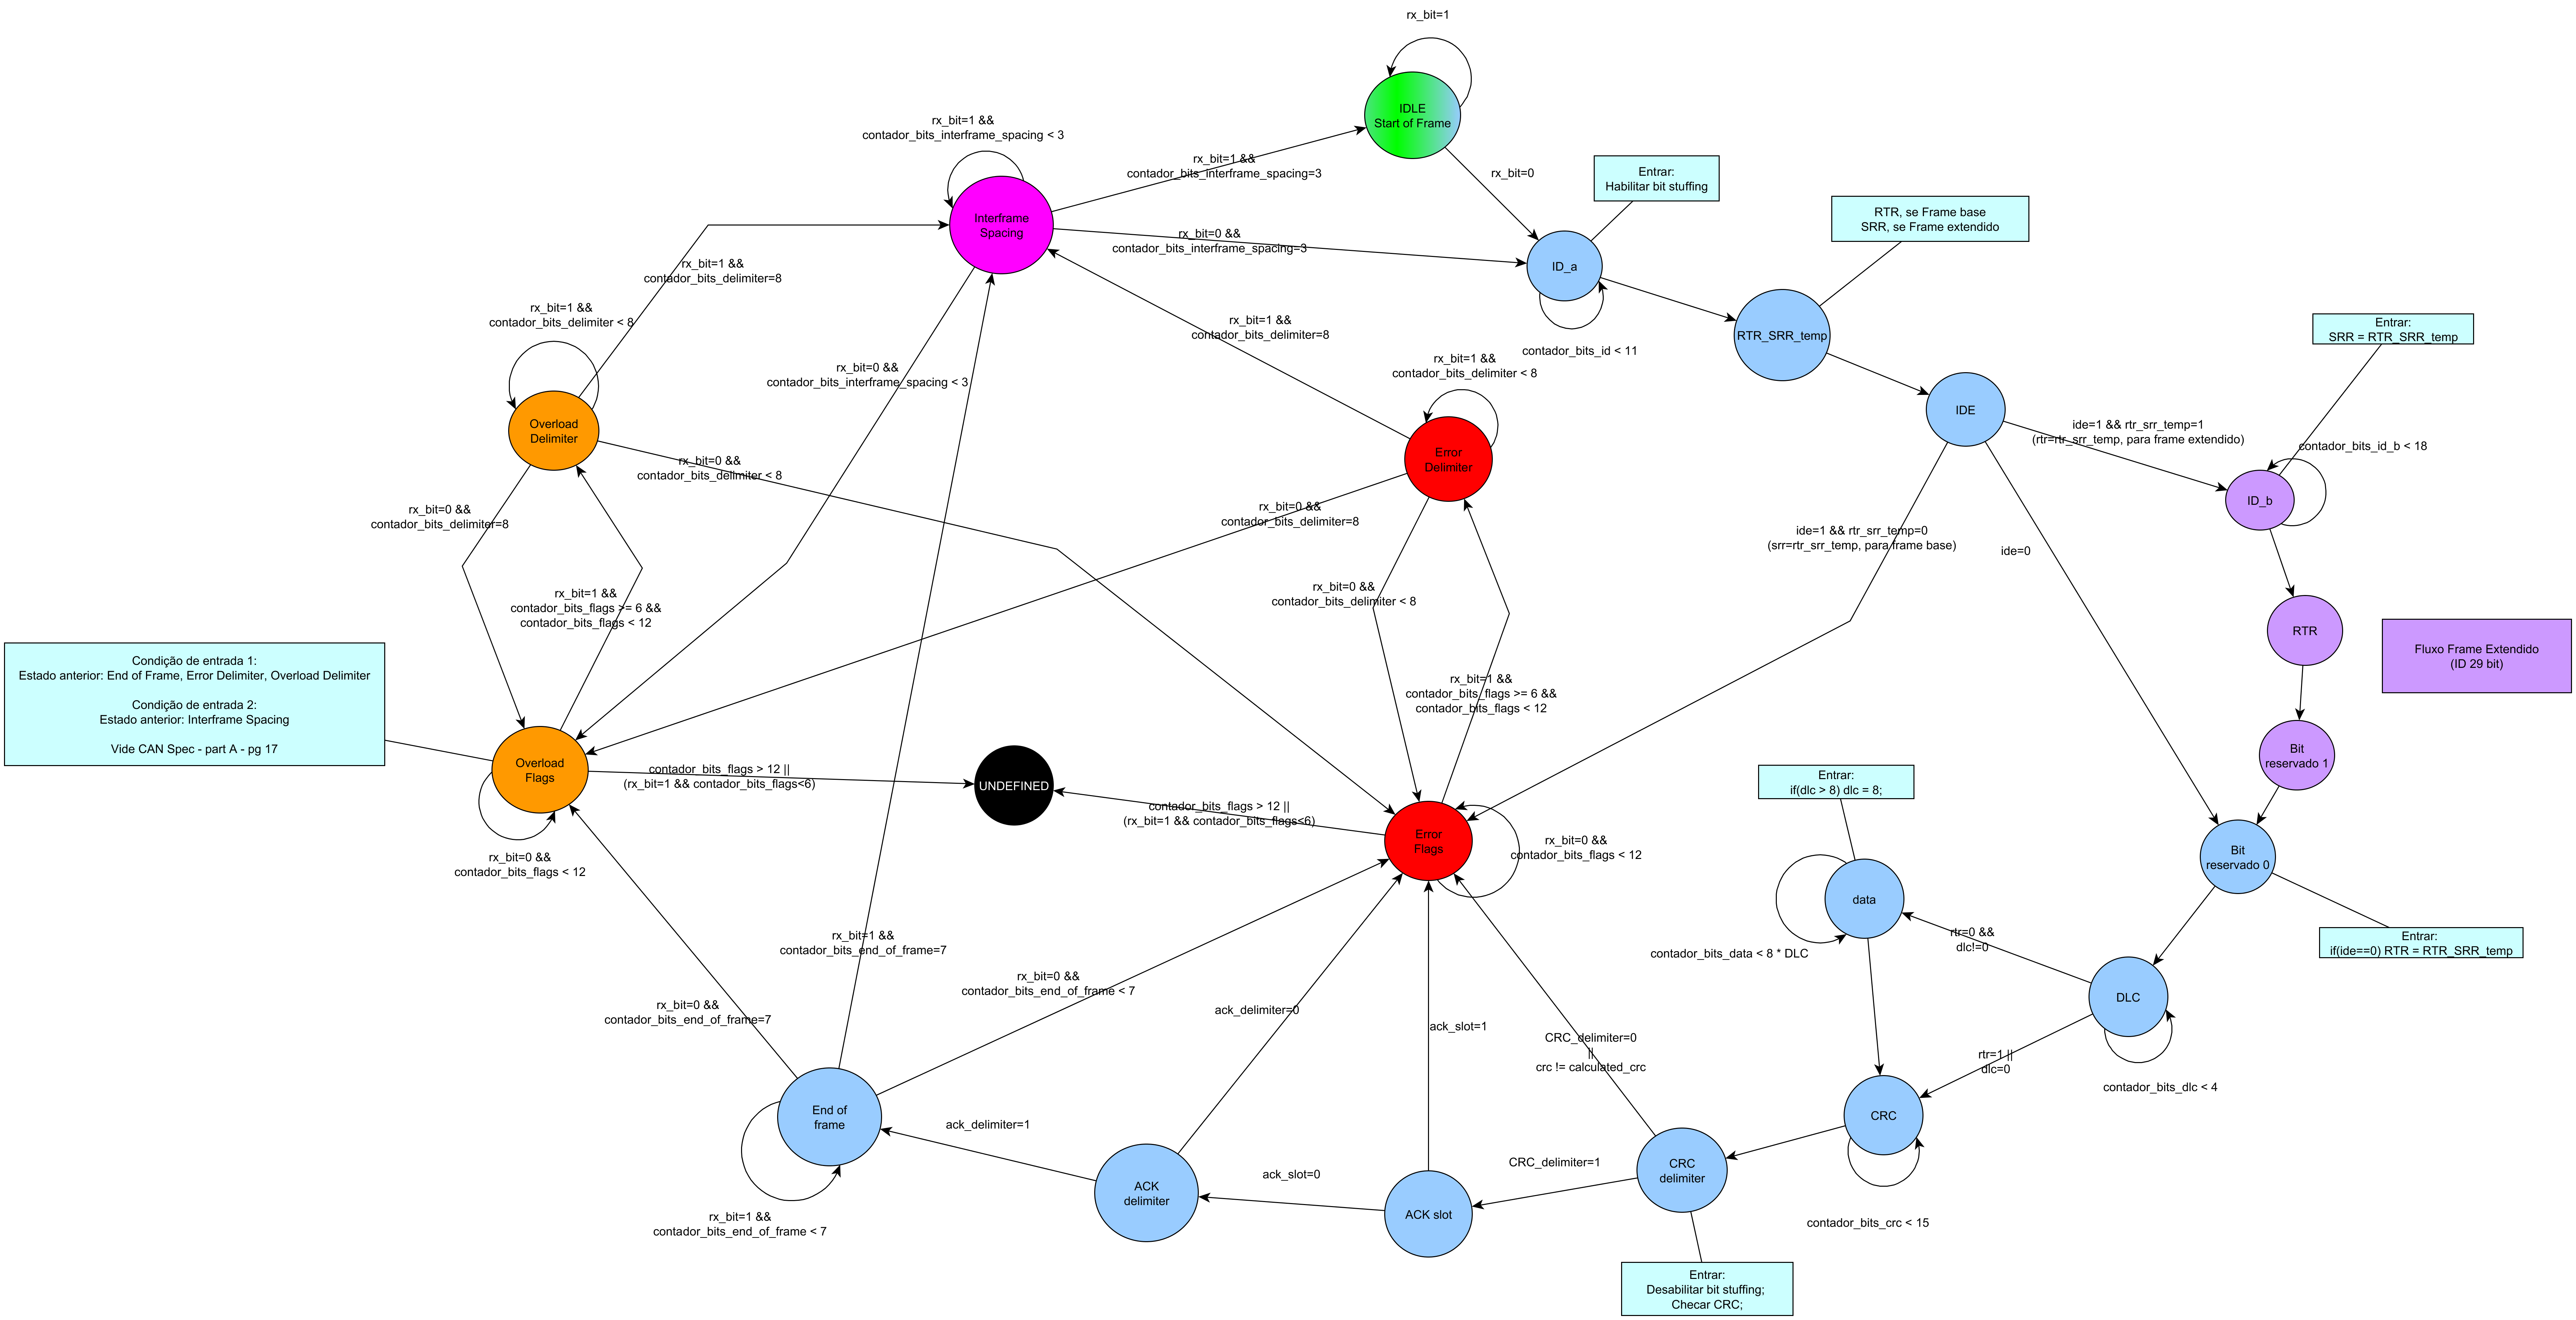 rx_bit=1
IDLE
Start of Frame
rx_bit=1 &&
contador_bits_interframe_spacing < 3
rx_bit=1 &&
contador_bits_interframe_spacing=3
rx_bit=0
Entrar:
Habilitar bit stuffing
Interframe
Spacing
rx_bit=0 &&
contador_bits_interframe_spacing=3
RTR, se Frame base
SRR, se Frame extendido
ID_a
rx_bit=1 &&
contador_bits_delimiter=8
rx_bit=1 &&
contador_bits_delimiter < 8
rx_bit=1 &&
contador_bits_delimiter=8
contador_bits_id < 11
RTR_SRR_temp
Entrar:
SRR = RTR_SRR_temp
rx_bit=0 &&
contador_bits_interframe_spacing < 3
rx_bit=1 &&
contador_bits_delimiter < 8
IDE
Overload
Delimiter
ide=1 && rtr_srr_temp=1
(rtr=rtr_srr_temp, para frame extendido)
contador_bits_id_b < 18
Error
Delimiter
rx_bit=0 &&
contador_bits_delimiter < 8
ID_b
rx_bit=0 &&
contador_bits_delimiter=8
rx_bit=0 &&
contador_bits_delimiter=8
ide=1 && rtr_srr_temp=0
(srr=rtr_srr_temp, para frame base)
ide=0
rx_bit=1 &&
contador_bits_flags >= 6 &&
contador_bits_flags < 12
rx_bit=0 &&
contador_bits_delimiter < 8
RTR
Fluxo Frame Extendido
(ID 29 bit)
Condição de entrada 1:
Estado anterior: End of Frame, Error Delimiter, Overload Delimiter
Condição de entrada 2:
Estado anterior: Interframe Spacing
Vide CAN Spec - part A - pg 17
rx_bit=1 &&
contador_bits_flags >= 6 &&
contador_bits_flags < 12
Bit
reservado 1
Overload
Flags
contador_bits_flags > 12 ||
(rx_bit=1 && contador_bits_flags<6)
UNDEFINED
contador_bits_flags > 12 ||
(rx_bit=1 && contador_bits_flags<6)
Entrar:
if(dlc > 8) dlc = 8;
Error
Flags
rx_bit=0 &&
contador_bits_flags < 12
Bit
reservado 0
rx_bit=0 &&
contador_bits_flags < 12
data
rtr=0 &&
dlc!=0
Entrar:
if(ide==0) RTR = RTR_SRR_temp
rx_bit=1 &&
contador_bits_end_of_frame=7
contador_bits_data < 8 * DLC
rx_bit=0 &&
contador_bits_end_of_frame < 7
DLC
rx_bit=0 &&
contador_bits_end_of_frame=7
ack_delimiter=0
ack_slot=1
CRC_delimiter=0
||
crc != calculated_crc
rtr=1 ||
dlc=0
contador_bits_dlc < 4
End of
frame
ack_delimiter=1
CRC
CRC
delimiter
CRC_delimiter=1
ack_slot=0
ACK
delimiter
ACK slot
rx_bit=1 &&
contador_bits_end_of_frame < 7
contador_bits_crc < 15
Entrar:
Desabilitar bit stuffing;
Checar CRC;